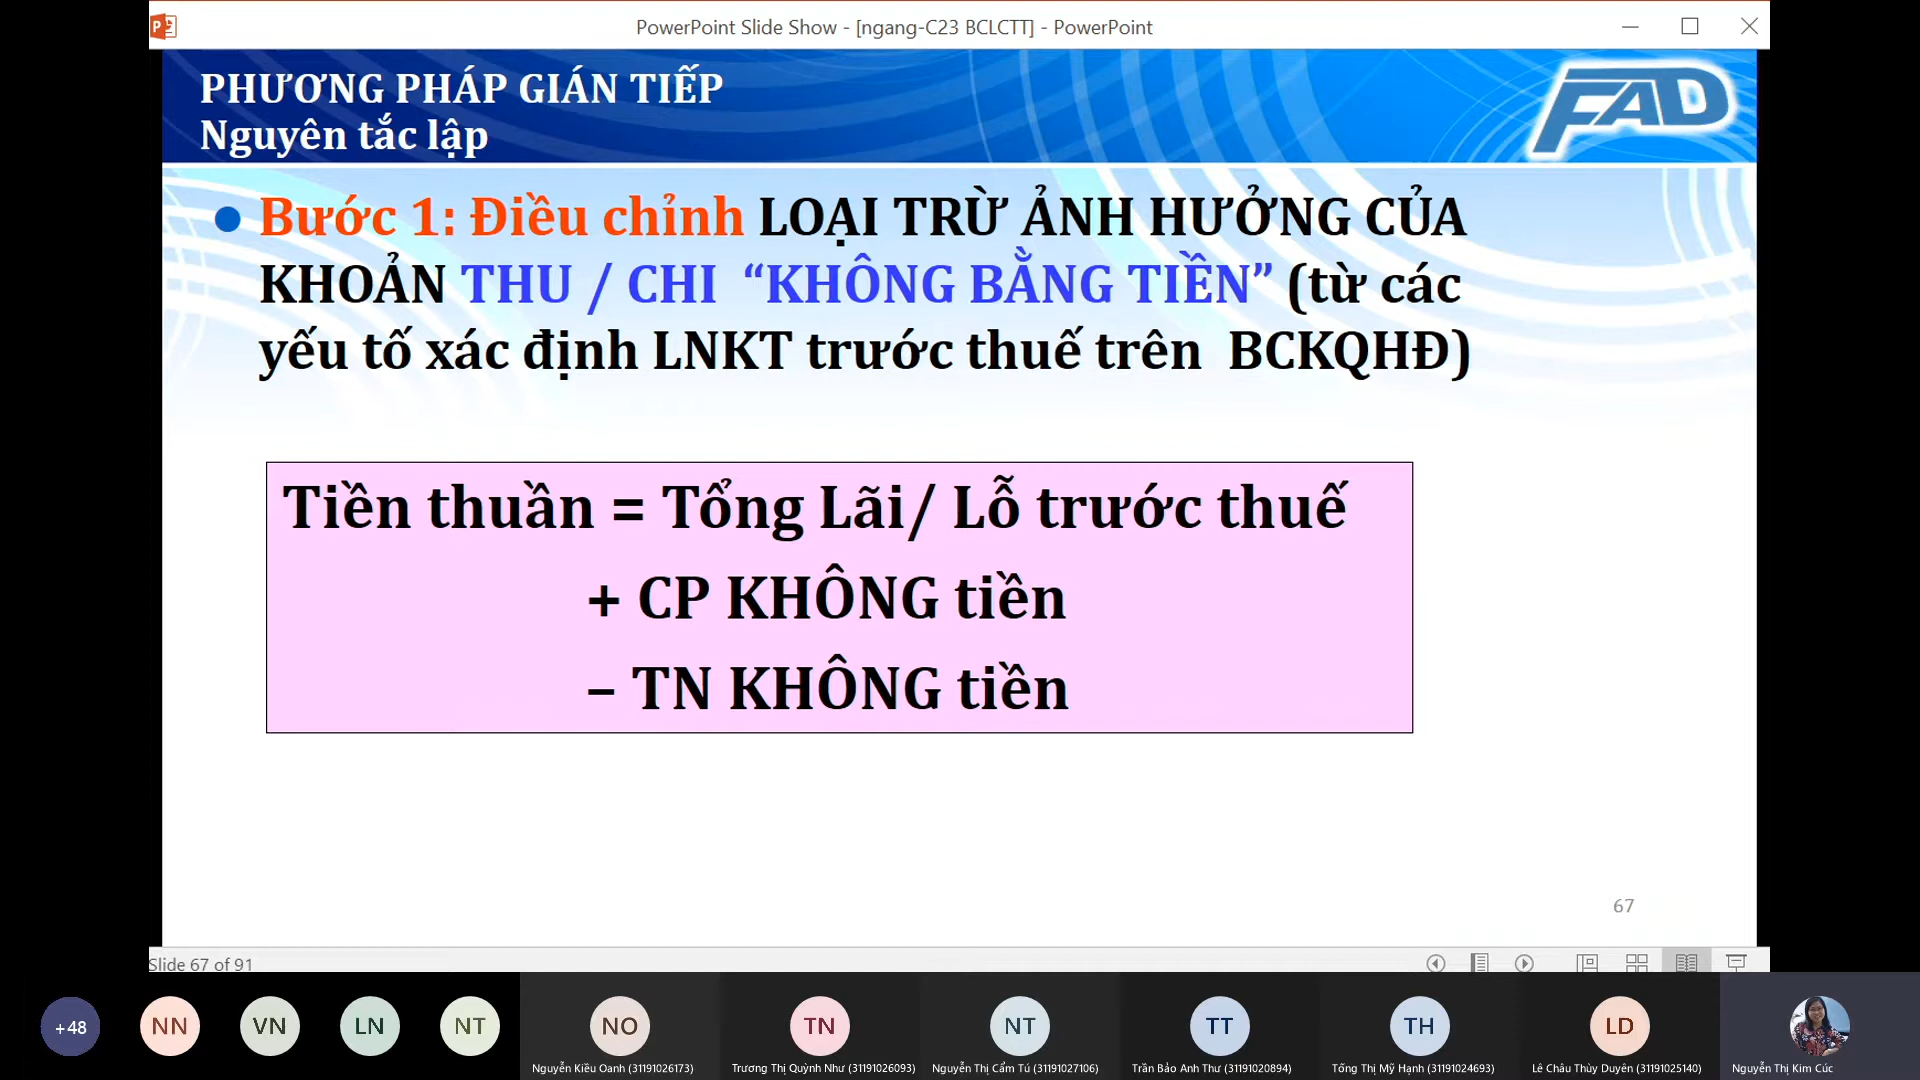 PowerPoint Slide Show - [ngang-C23 BCLCTT] - PowerPoint
PHƯƠNG PHÁP GIÁN TIẾP
Nguyên tắc lập
FAD
Bước 1: Điều chỉnh LOẠI TRỪ ẢNH HƯỞNG CỦA
KHOẢN THU / CHI “KHÔNG BẰNG TIỀN” (từ các
yếu tố xác định LNKT trước thuế trên BCKQHĐ)
Tiền thuần = Tổng Lãi/ Lỗ trước thuế
+ CP KHÔNG tiền
– TN KHÔNG tiền
67
Slide 67 of 91
+48
NN
VN
LN
NT
NO
TN
NT
TT
TH
LD
Nguyễn Kiều Oanh (31191026173)
Trương Thị Quỳnh Như (31191026093)
Nguyễn Thị Cẩm Tú (31191027106)
Trần Bảo Anh Thư (31191020894)
Tống Thị Mỹ Hạnh (31191024693)
Lê Châu Thùy Duyên (31191025140)
Nguyễn Thị Kim Cúc